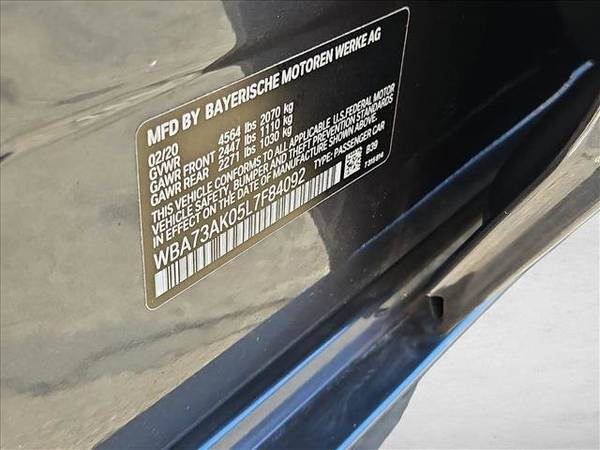 MFD BY BAYERISCHE MOTOREN WERKE AG
02/20
GVWR 4564 lbs 2070 kg
GAWR FRONT 2447 lbs 1110 kg
GAWR REAR 2271 lbs 1030 kg
THIS VEHICLE CONFORMS TO ALL APPLICABLE U.S.FEDERAL MOTOR
VEHICLE SAFETY, BUMPER AND THEFT PREVENTION STANDARDS
IN EFFECT ON THE DATE OF MANUFACTURE SHOWN ABOVE.
WBA73AK05L7F84092 TYPE: PASSENGER CAR
B39